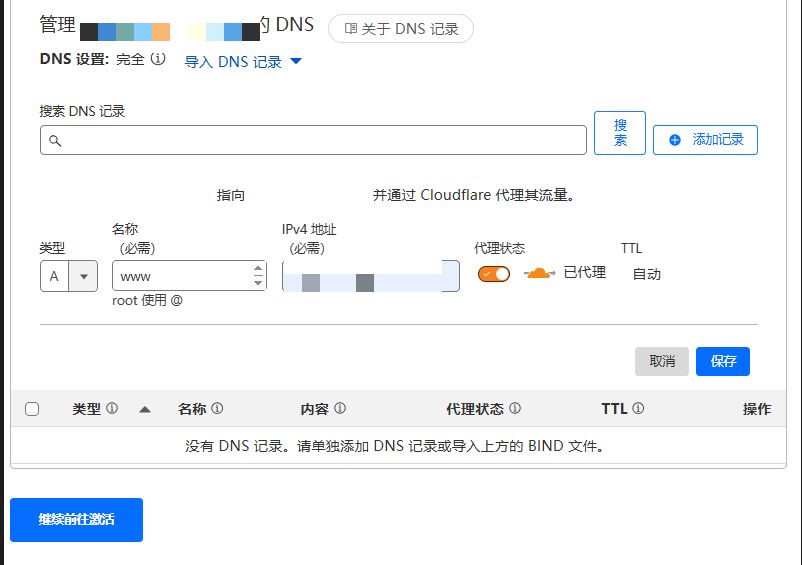 管理 的 DNS 关于 DNS 记录
DNS 设置: 完全 导入 DNS 记录
搜索 DNS 记录
搜索 添加记录
指向 并通过 Cloudflare 代理其流量。
类型 名称（必需） IPv4 地址（必需） 代理状态 TTL
A www 已代理 自动
root 使用 @
取消 保存
类型 名称 内容 代理状态 TTL 操作
没有 DNS 记录。请单独添加 DNS 记录或导入上方的 BIND 文件。
继续前往激活